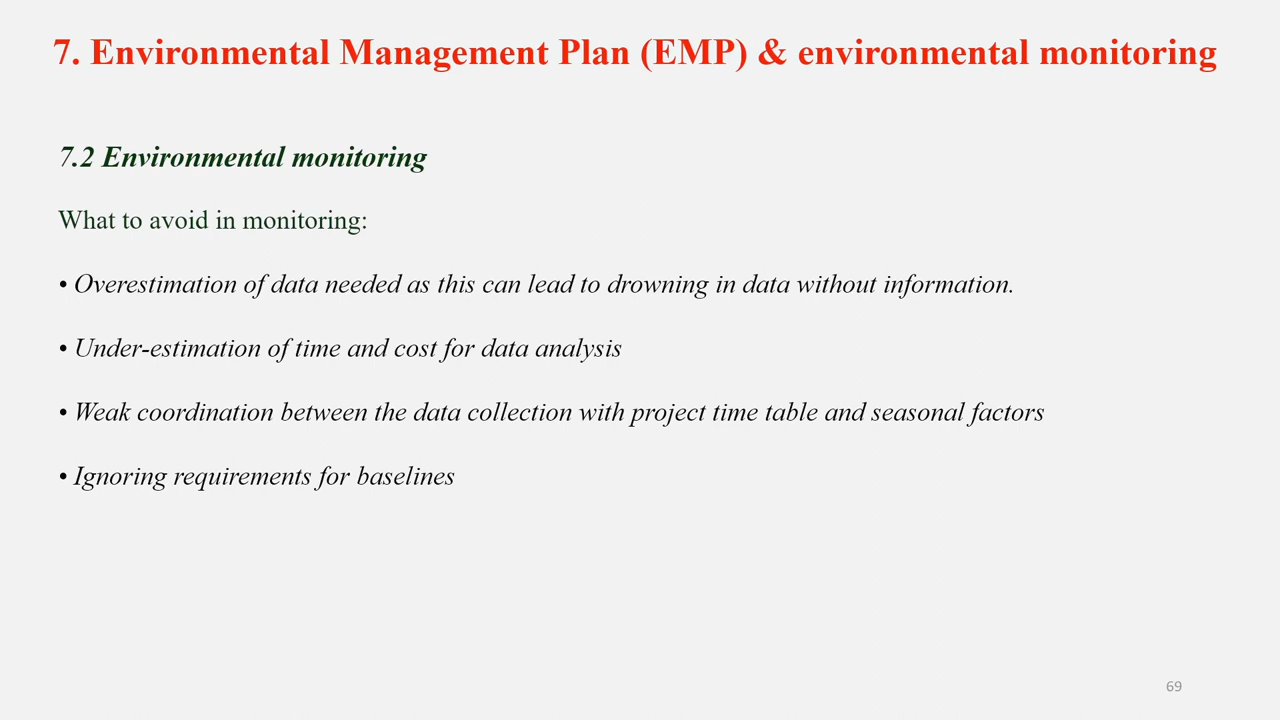 7. Environmental Management Plan (EMP) & environmental monitoring
7.2 Environmental monitoring
What to avoid in monitoring:
• Overestimation of data needed as this can lead to drowning in data without information.
• Under-estimation of time and cost for data analysis
• Weak coordination between the data collection with project time table and seasonal factors
• Ignoring requirements for baselines
69